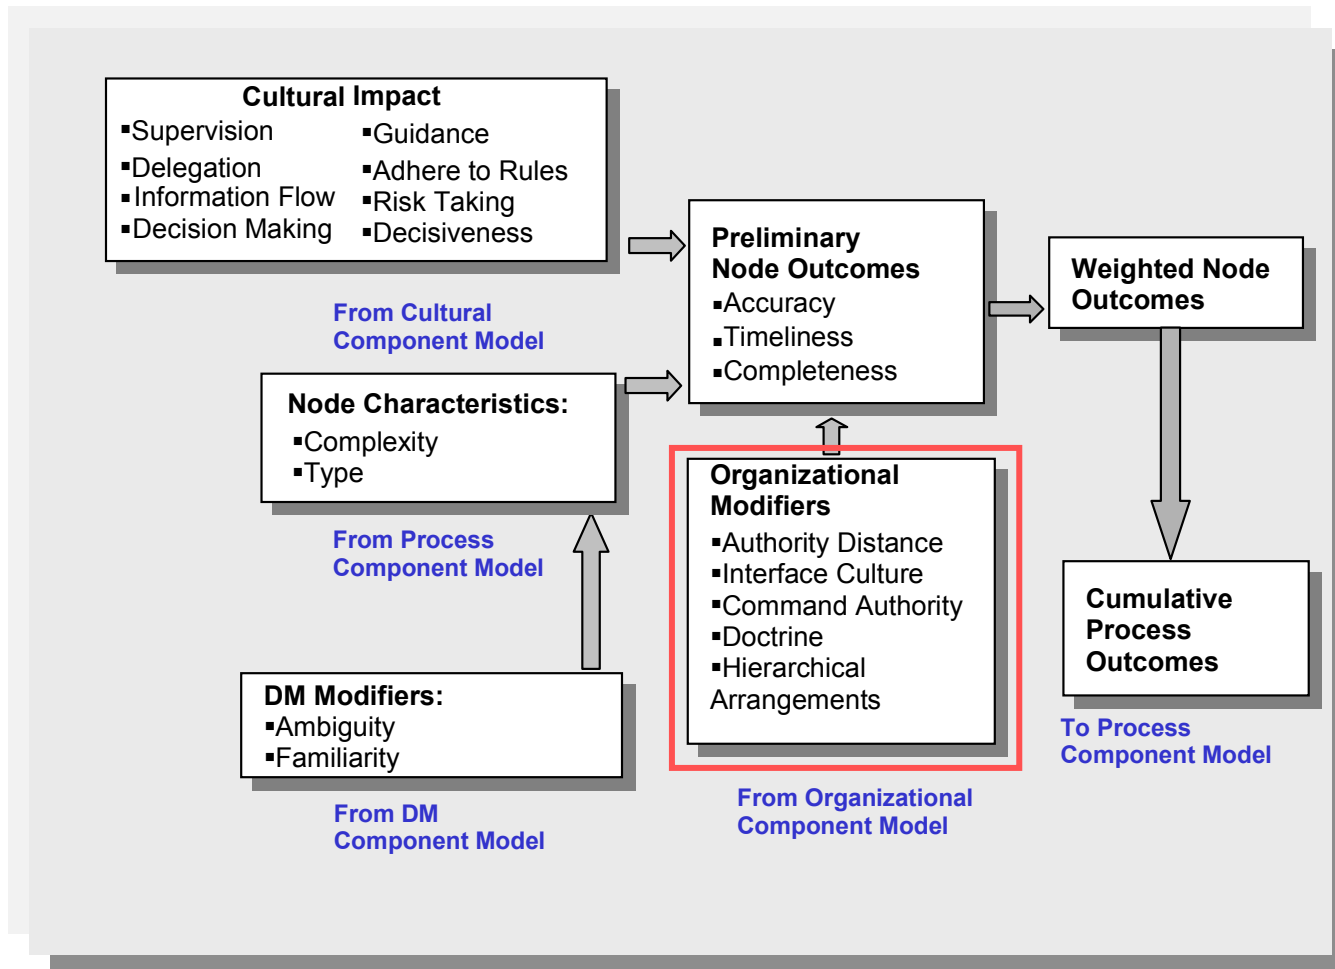 Cultural Impact
▪Supervision
▪Delegation
▪Information Flow
▪Decision Making
▪Guidance
▪Adhere to Rules
▪Risk Taking
▪Decisiveness
From Cultural
Component Model
Node Characteristics:
▪Complexity
▪Type
From Process
Component Model
DM Modifiers:
▪Ambiguity
▪Familiarity
From DM
Component Model
Preliminary
Node Outcomes
▪Accuracy
▪Timeliness
▪Completeness
Organizational
Modifiers
▪Authority Distance
▪Interface Culture
▪Command Authority
▪Doctrine
▪Hierarchical
Arrangements
From Organizational
Component Model
Weighted Node
Outcomes
Cumulative
Process
Outcomes
To Process
Component Model